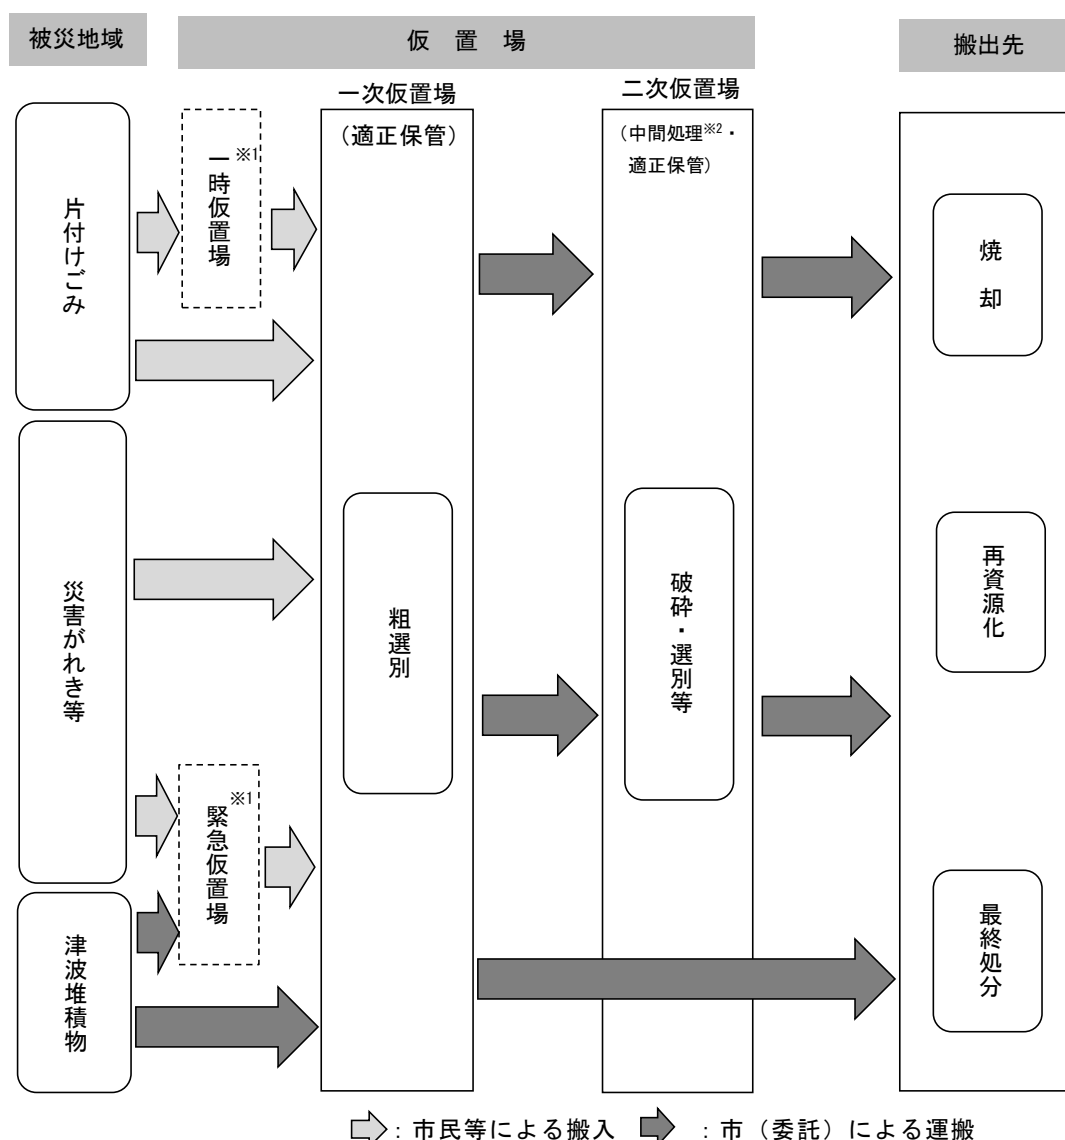 被災地域
仮置場
搬出先
一次仮置場
(適正保管)
二次仮置場
(中間処理※2・
適正保管)
片付けごみ
一時仮置場※1
災害がれき等
緊急仮置場※1
津波堆積物
粗選別
破砕・選別等
焼却
再資源化
最終処分
:市民等による搬入
:市(委託)による運搬